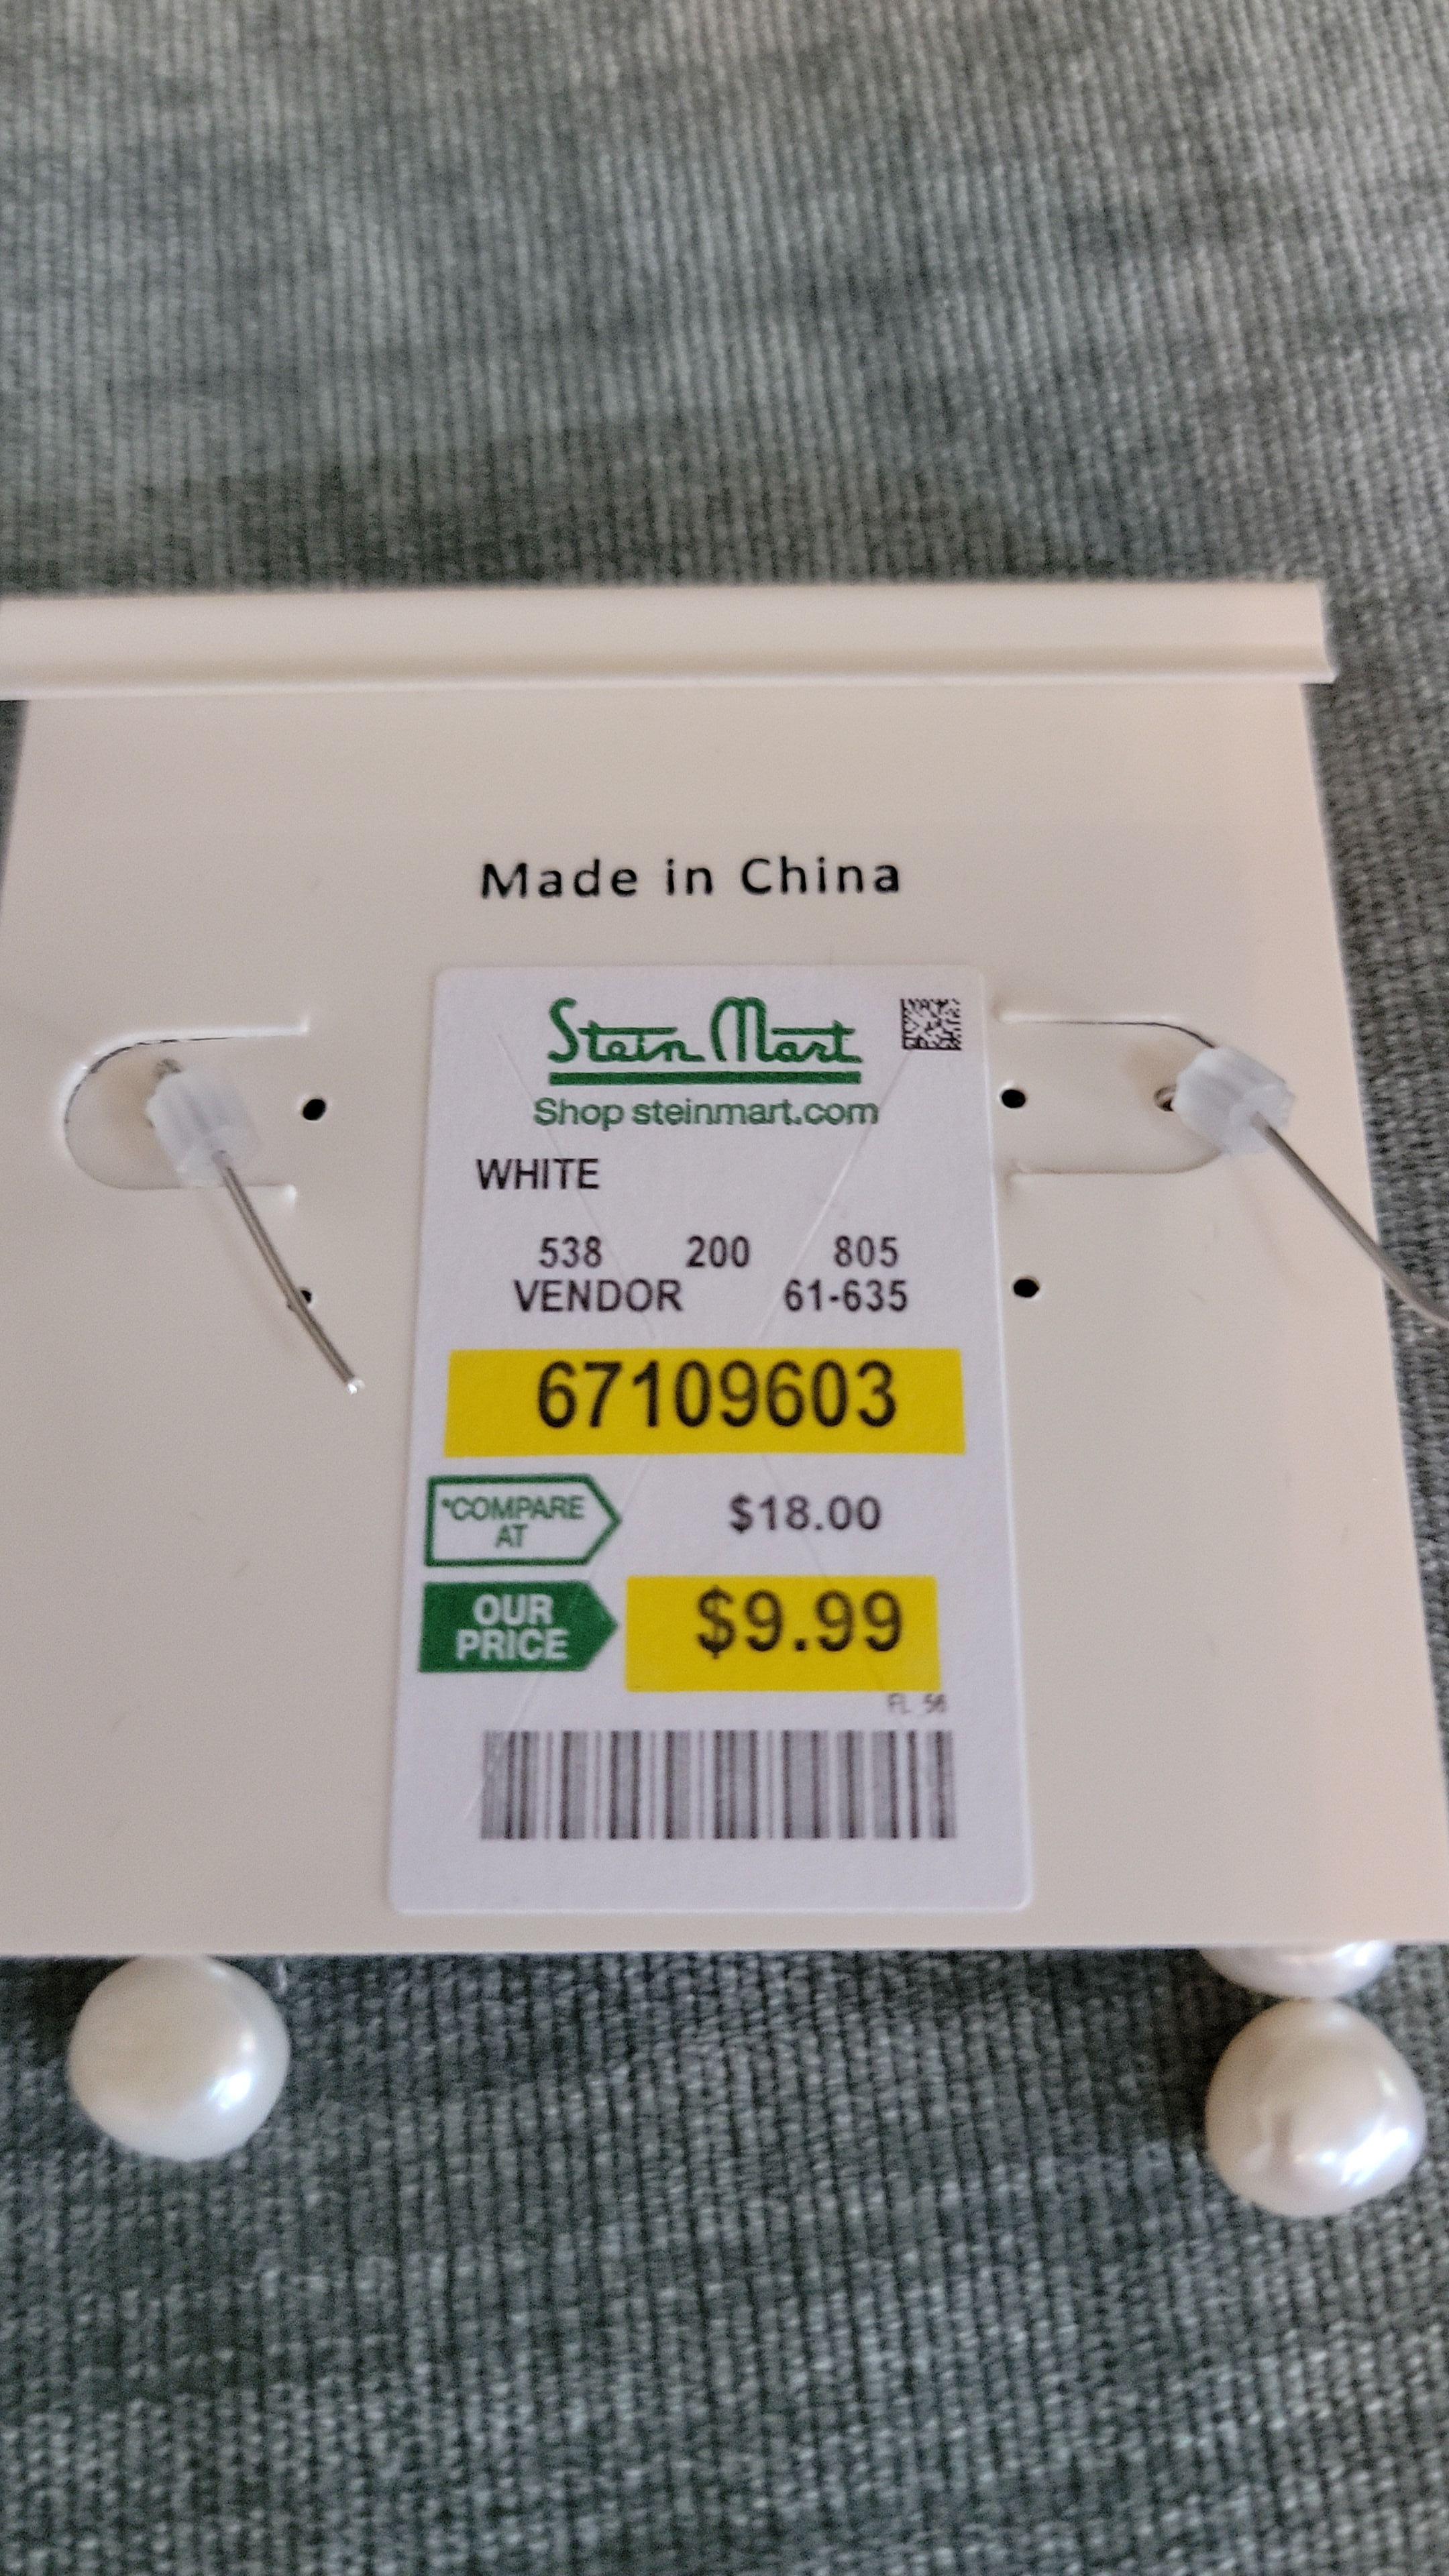 Made in China
Stein Mart
Shop steinmart.com
WHITE
538 200 805
VENDOR 61-635
67109603
*COMPARE AT $18.00
OUR PRICE $9.99
FL 56